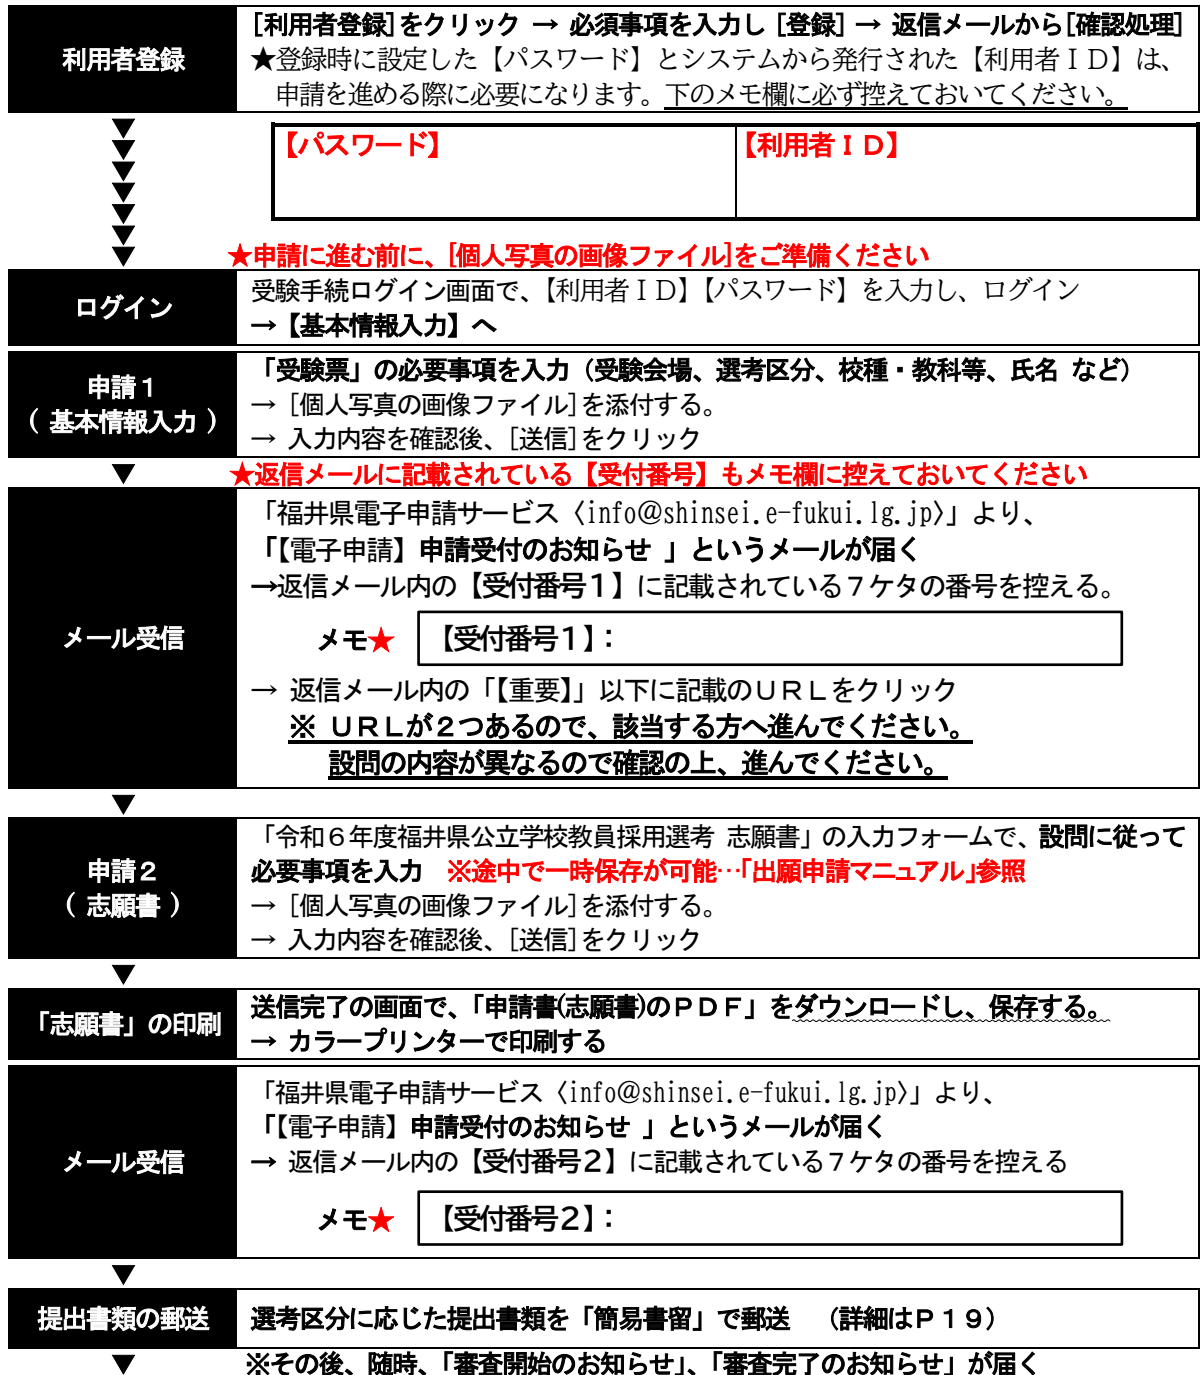 利用者登録
[利用者登録]をクリック → 必須事項を入力し [登録] → 返信メールから[確認処理]
★登録時に設定した【パスワード】とシステムから発行された【利用者ＩＤ】は、
申請を進める際に必要になります。下のメモ欄に必ず控えておいてください。
▼
▼
▼
▼
▼
▼
▼
【パスワード】 【利用者ＩＤ】
★申請に進む前に、[個人写真の画像ファイル]をご準備ください
ログイン
受験手続ログイン画面で、【利用者ＩＤ】【パスワード】を入力し、ログイン
→【基本情報入力】へ
申請１
（ 基本情報入力 ）
「受験票」の必要事項を入力（受験会場、選考区分、校種・教科等、氏名 など）
→ [個人写真の画像ファイル]を添付する。
→ 入力内容を確認後、[送信]をクリック
▼ ★返信メールに記載されている【受付番号】もメモ欄に控えておいてください
メール受信
「福井県電子申請サービス〈info@shinsei.e-fukui.lg.jp〉」より、
「【電子申請】申請受付のお知らせ 」というメールが届く
→返信メール内の【受付番号１】に記載されている７ケタの番号を控える。
メモ★ 【受付番号１】：
→ 返信メール内の「【重要】」以下に記載のＵＲＬをクリック
※ ＵＲＬが２つあるので、該当する方へ進んでください。
設問の内容が異なるので確認の上、進んでください。
▼
申請２
（ 志願書 ）
「令和６年度福井県公立学校教員採用選考 志願書」の入力フォームで、設問に従って
必要事項を入力 ※途中で一時保存が可能…「出願申請マニュアル」参照
→ [個人写真の画像ファイル]を添付する。
→ 入力内容を確認後、[送信]をクリック
▼
「志願書」の印刷
送信完了の画面で、「申請書(志願書)のＰＤＦ」をダウンロードし、保存する。
→ カラープリンターで印刷する
メール受信
「福井県電子申請サービス〈info@shinsei.e-fukui.lg.jp〉」より、
「【電子申請】申請受付のお知らせ 」というメールが届く
→ 返信メール内の【受付番号２】に記載されている７ケタの番号を控える
メモ★ 【受付番号２】：
▼
提出書類の郵送
選考区分に応じた提出書類を「簡易書留」で郵送 （詳細はＰ１９）
▼ ※その後、随時、「審査開始のお知らせ」、「審査完了のお知らせ」が届く